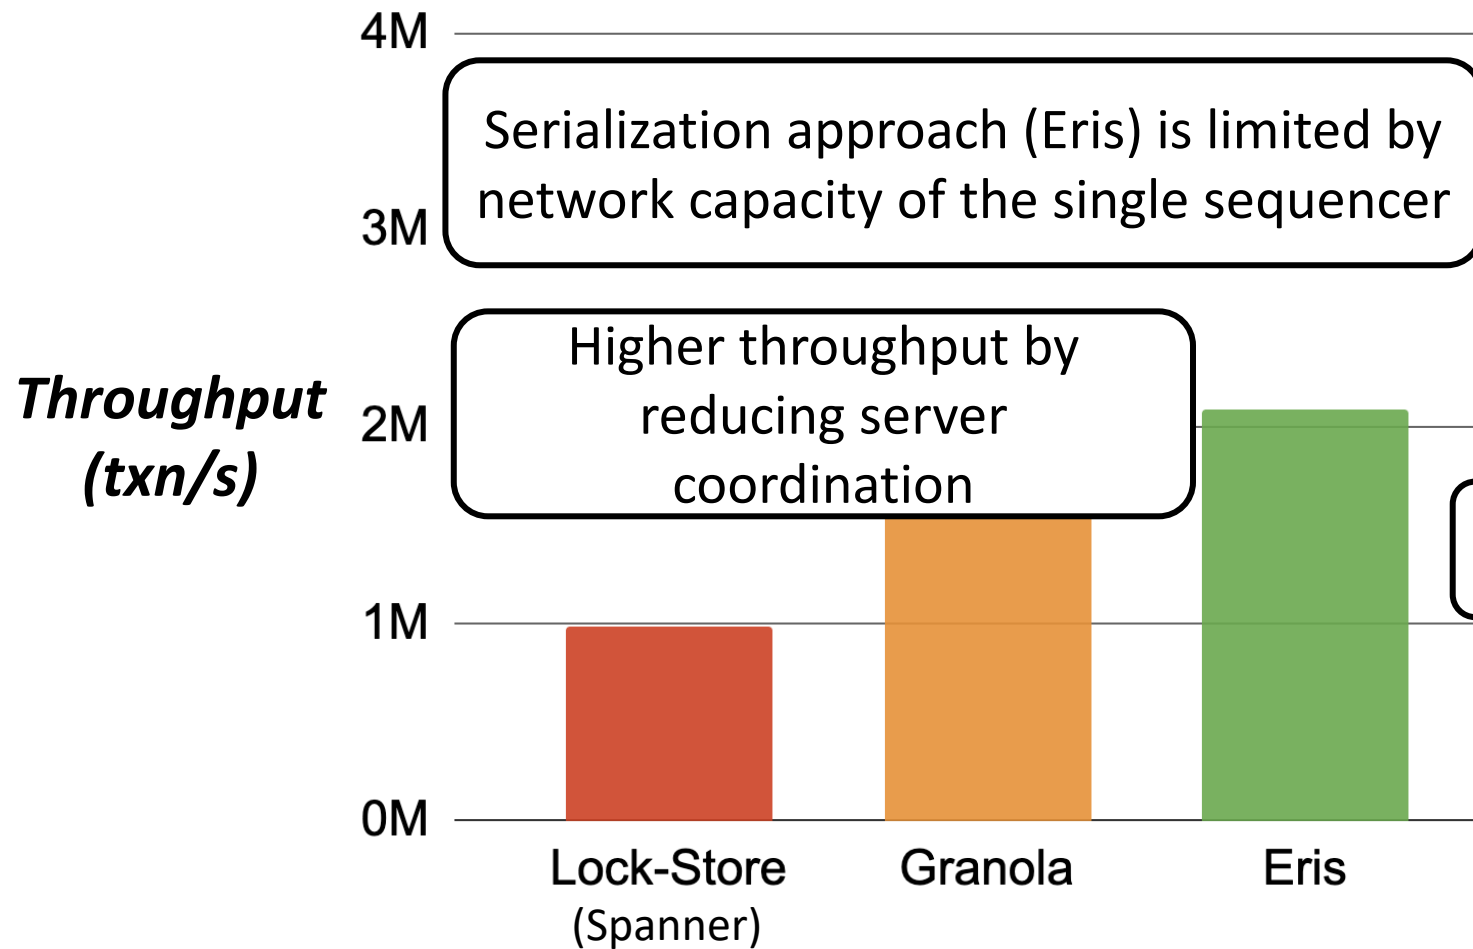 4M
Serialization approach (Eris) is limited by
network capacity of the single sequencer
3M
Higher throughput by
reducing server
coordination
Throughput
(txn/s)
2M
1M
0M
Lock-Store
(Spanner)
Granola
Eris